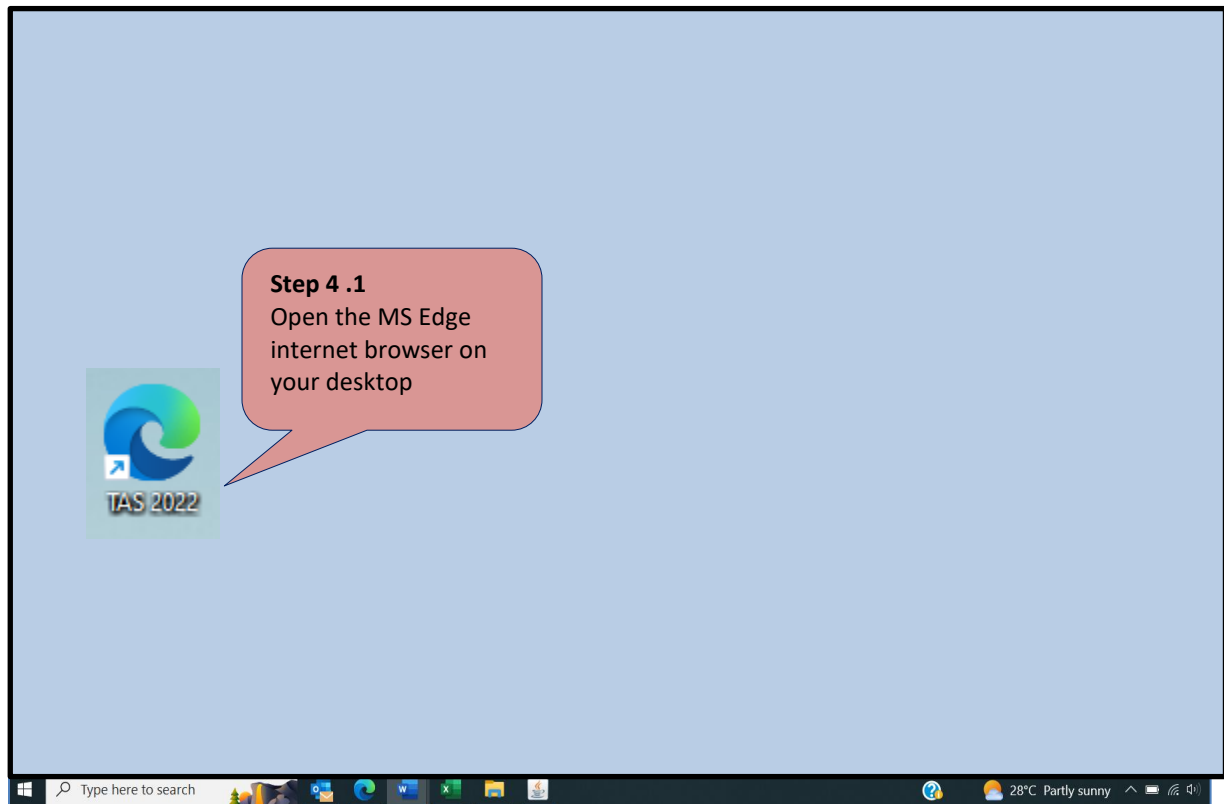 Step 4 .1
Open the MS Edge
internet browser on
your desktop
TAS 2022
Type here to search
28°C Partly sunny